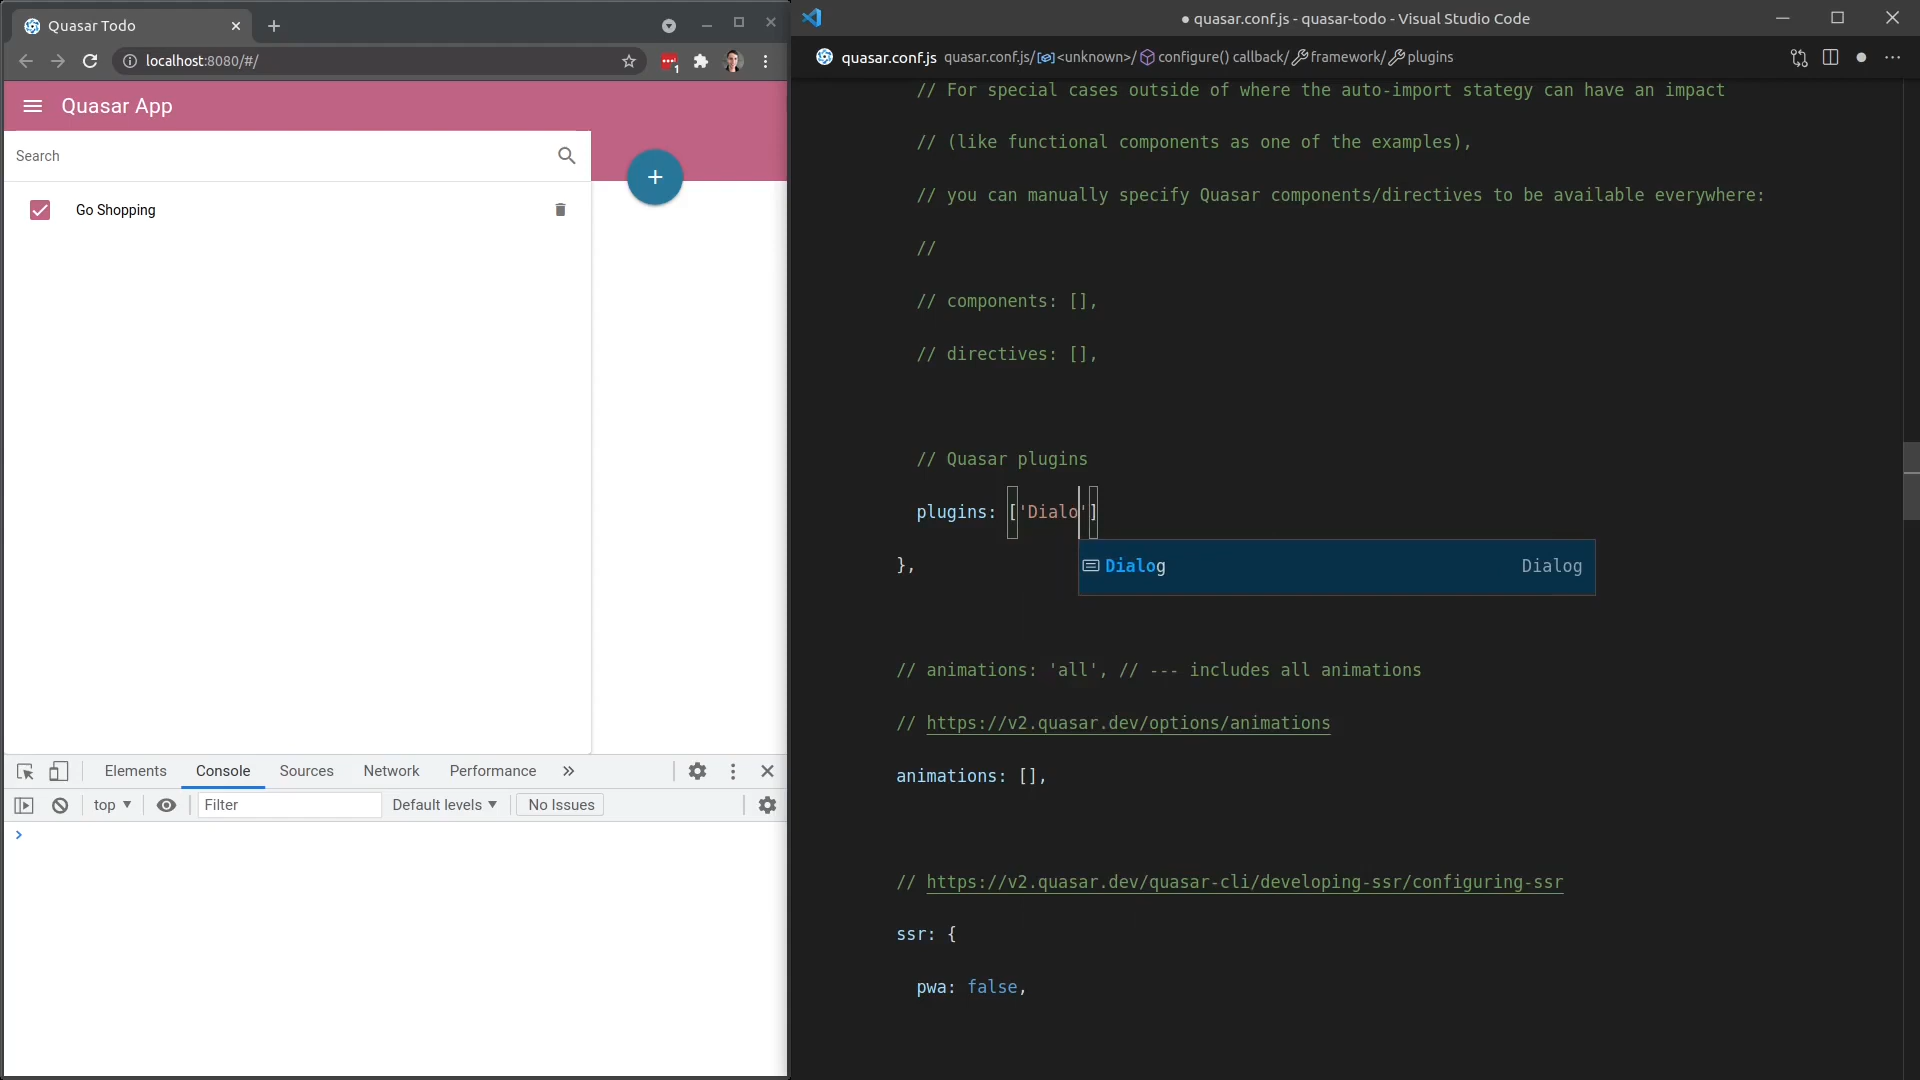 Quasar Todo
localhost:8080/#/
1
Quasar App
Search
Go Shopping
Elements
Console
Sources
Network
Performance
top
Filter
Default levels
No Issues
● quasar.conf.js - quasar-todo - Visual Studio Code
quasar.conf.js quasar.conf.js/<unknown>/configure() callback/framework/plugins
// For special cases outside of where the auto-import stategy can have an impact
// (like functional components as one of the examples),
// you can manually specify Quasar components/directives to be available everywhere:
//
// components: [],
// directives: [],
// Quasar plugins
plugins: ['Dialo']
},
Dialog Dialog
// animations: 'all', // --- includes all animations
// https://v2.quasar.dev/options/animations
animations: [],
// https://v2.quasar.dev/quasar-cli/developing-ssr/configuring-ssr
ssr: {
pwa: false,